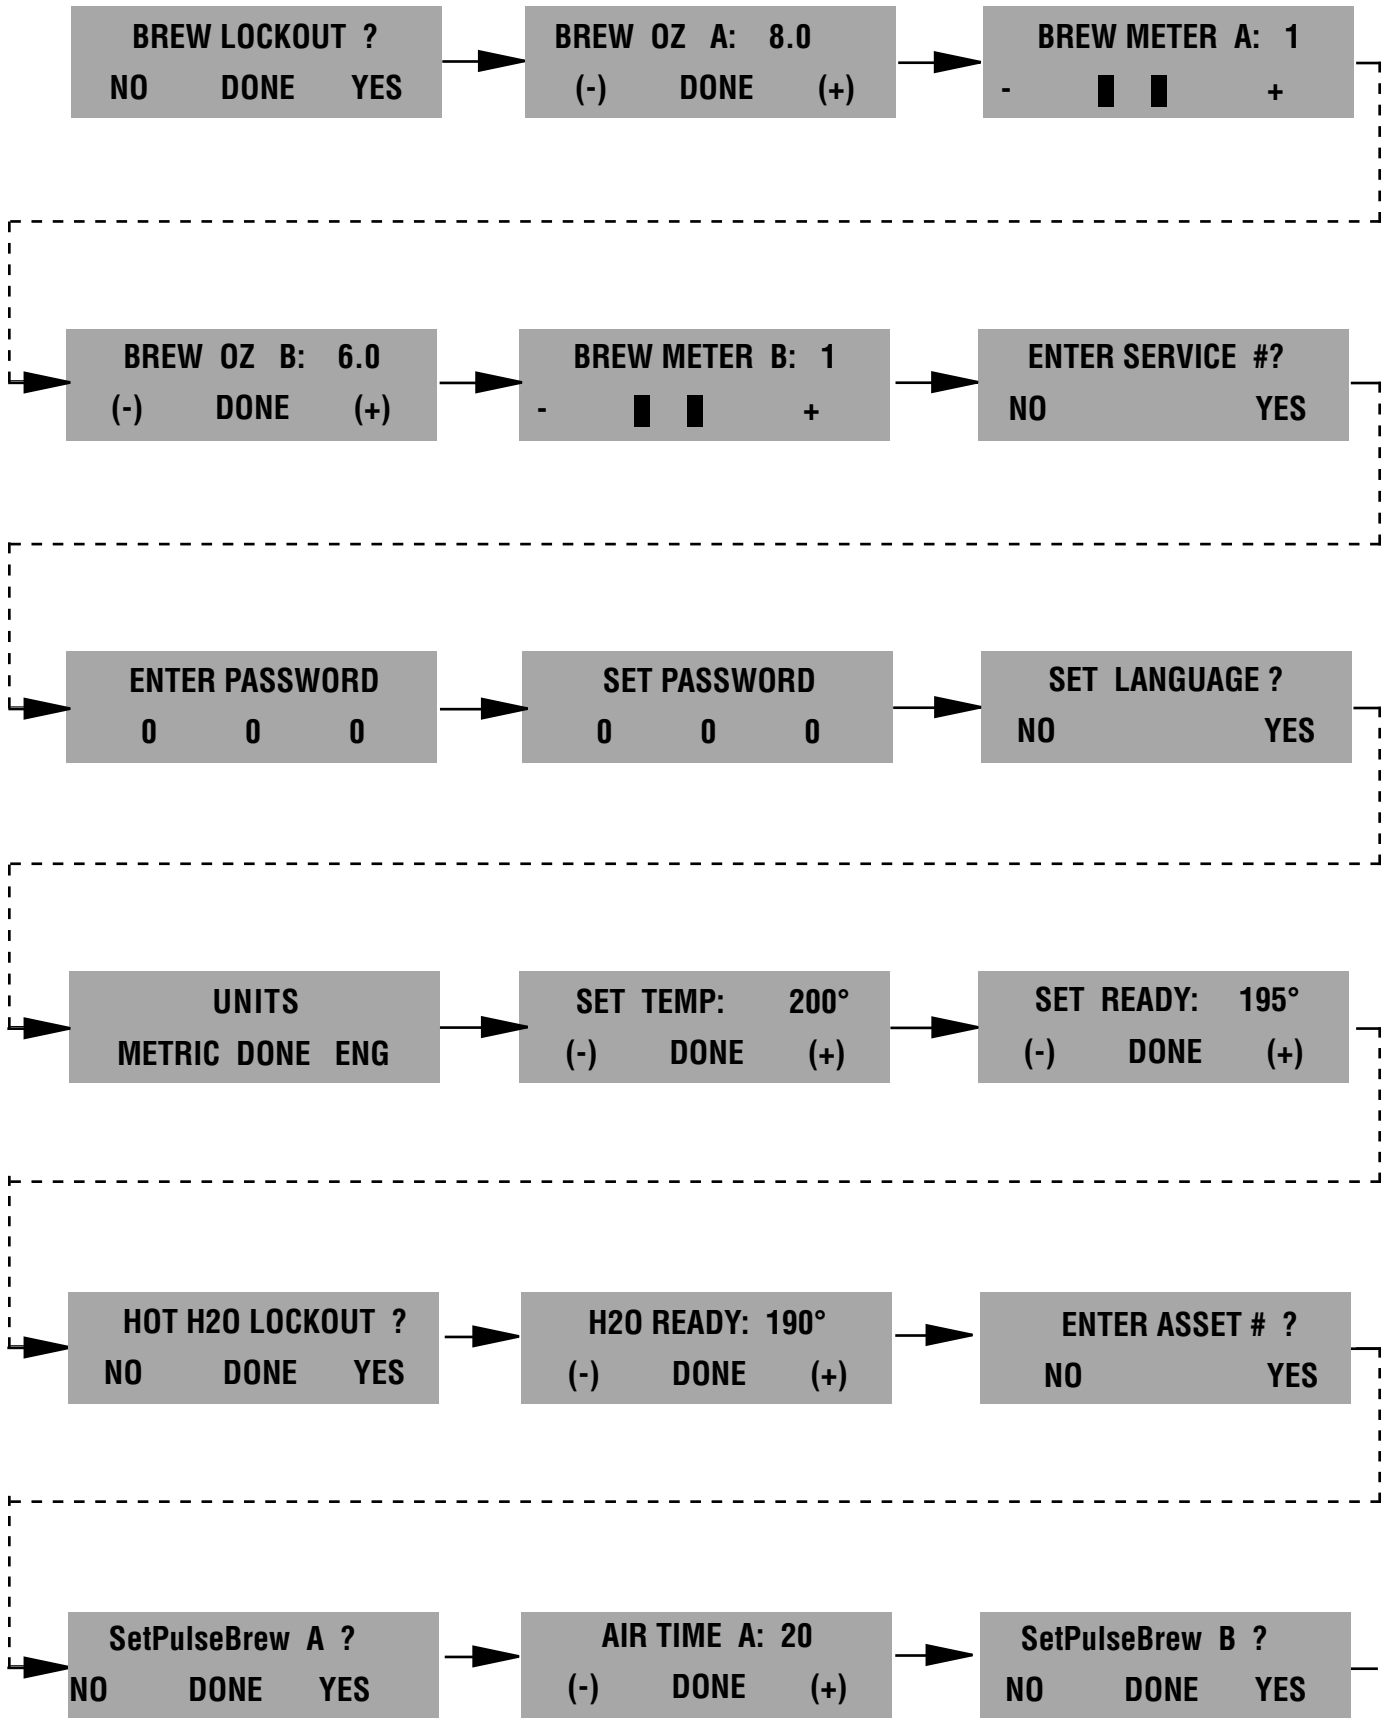 BREW LOCKOUT ?
NO DONE YES
BREW OZ A: 8.0
(-) DONE (+)
BREW METER A: 1
- +
BREW OZ B: 6.0
(-) DONE (+)
BREW METER B: 1
- +
ENTER SERVICE #?
NO YES
ENTER PASSWORD
0 0 0
SET PASSWORD
0 0 0
SET LANGUAGE ?
NO YES
UNITS
METRIC DONE ENG
SET TEMP: 200°
(-) DONE (+)
SET READY: 195°
(-) DONE (+)
HOT H2O LOCKOUT ?
NO DONE YES
H2O READY: 190°
(-) DONE (+)
ENTER ASSET # ?
NO YES
SetPulseBrew A ?
NO DONE YES
AIR TIME A: 20
(-) DONE (+)
SetPulseBrew B ?
NO DONE YES